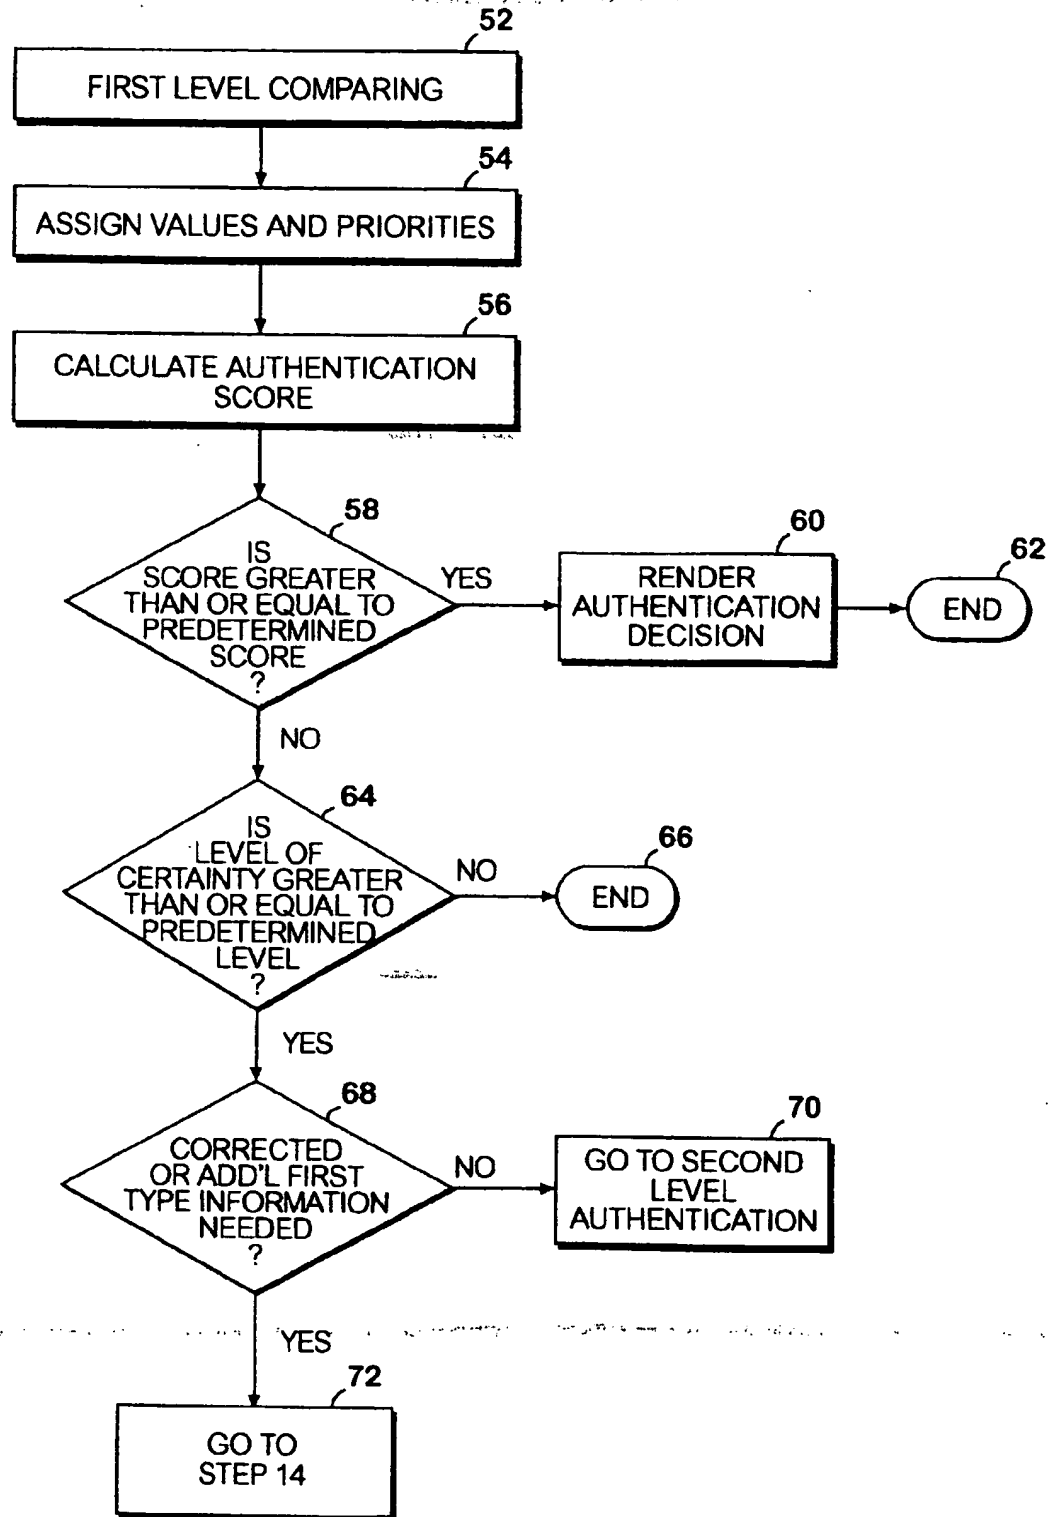 52
FIRST LEVEL COMPARING
54
ASSIGN VALUES AND PRIORITIES
56
CALCULATE AUTHENTICATION
SCORE
58
IS
SCORE GREATER
THAN OR EQUAL TO
PREDETERMINED
SCORE
?
YES
60
RENDER
AUTHENTICATION
DECISION
62
END
NO
64
IS
LEVEL OF
CERTAINTY GREATER
THAN OR EQUAL TO
PREDETERMINED
LEVEL
?
NO
66
END
YES
68
CORRECTED
OR ADD'L FIRST
TYPE INFORMATION
NEEDED
?
NO
70
GO TO SECOND
LEVEL
AUTHENTICATION
YES
72
GO TO
STEP 14